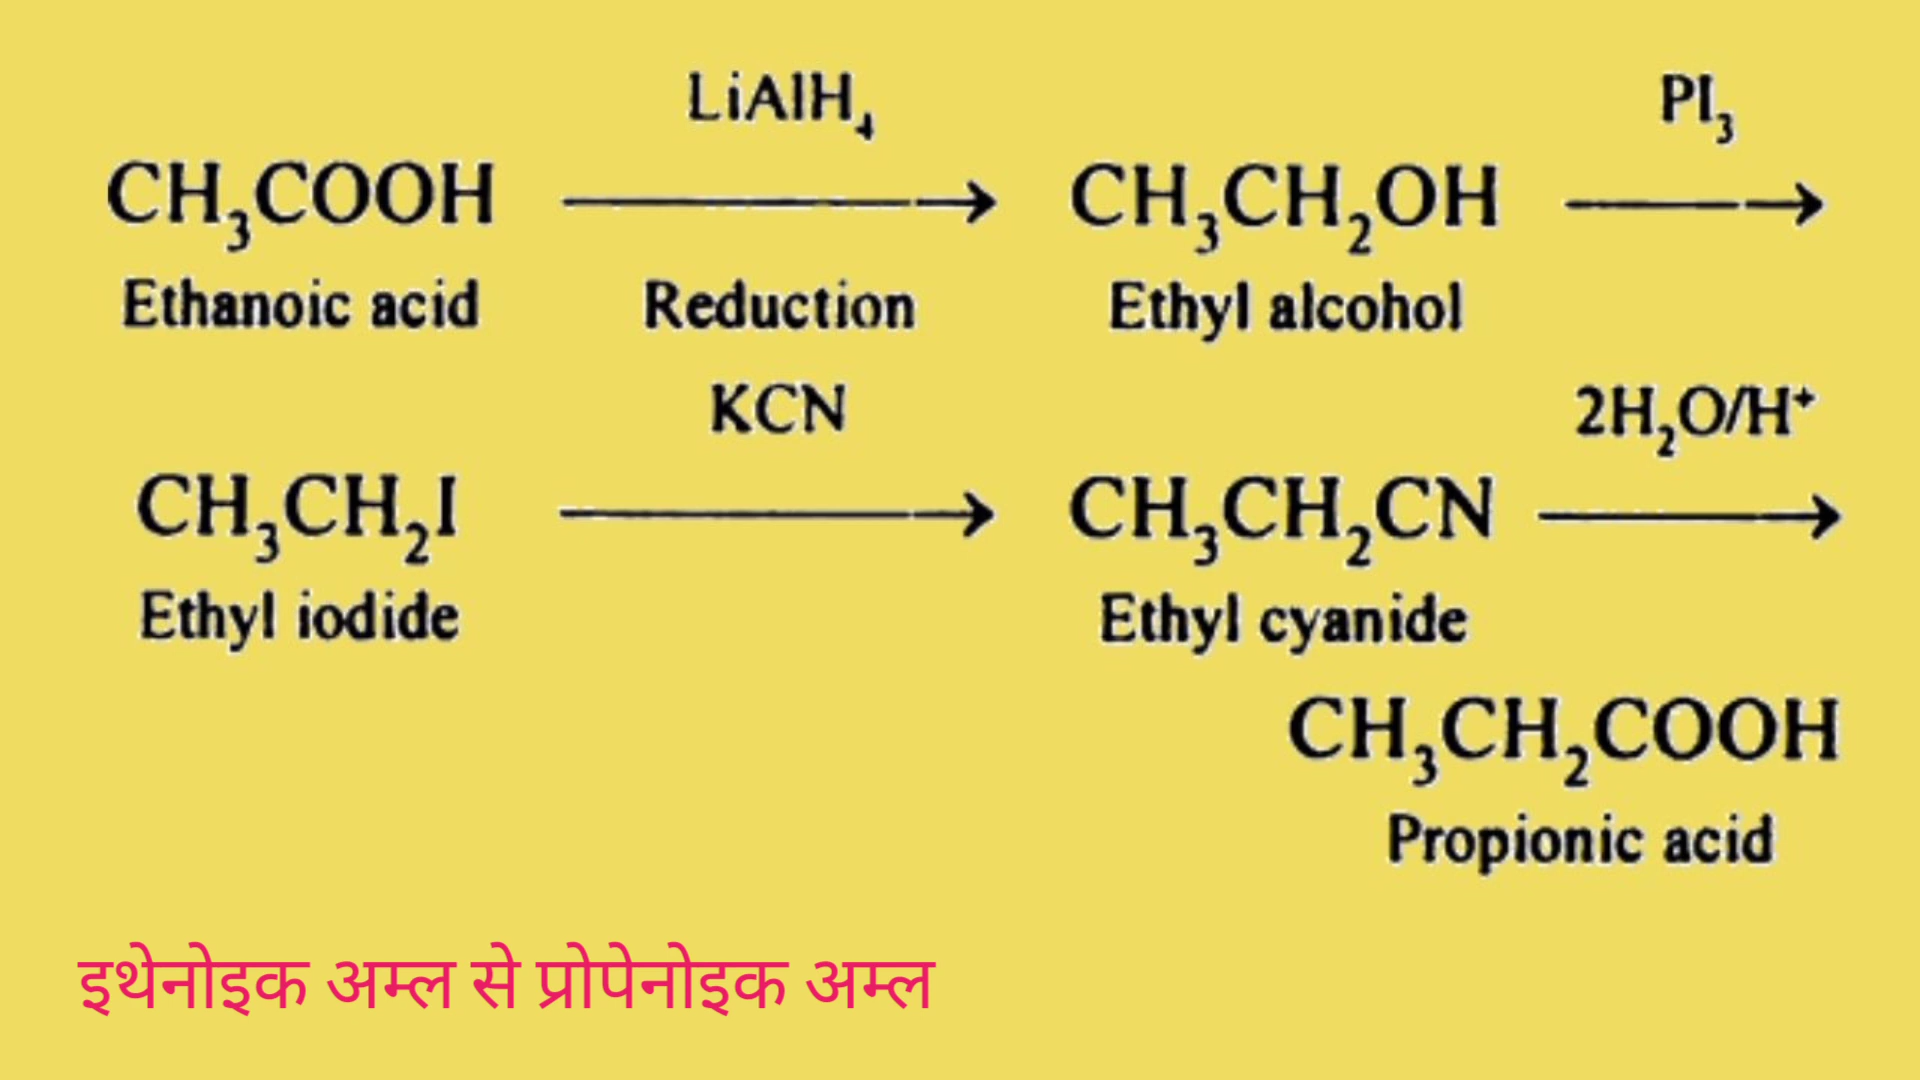 LiAlH₄ PI₃
CH₃COOH ⟶ CH₃CH₂OH ⟶
Ethanoic acid Reduction Ethyl alcohol
KCN 2H₂O/H⁺
CH₃CH₂I ⟶ CH₃CH₂CN ⟶
Ethyl iodide Ethyl cyanide
CH₃CH₂COOH
Propionic acid
इथेनोइक अम्ल से प्रोपेनोइक अम्ल